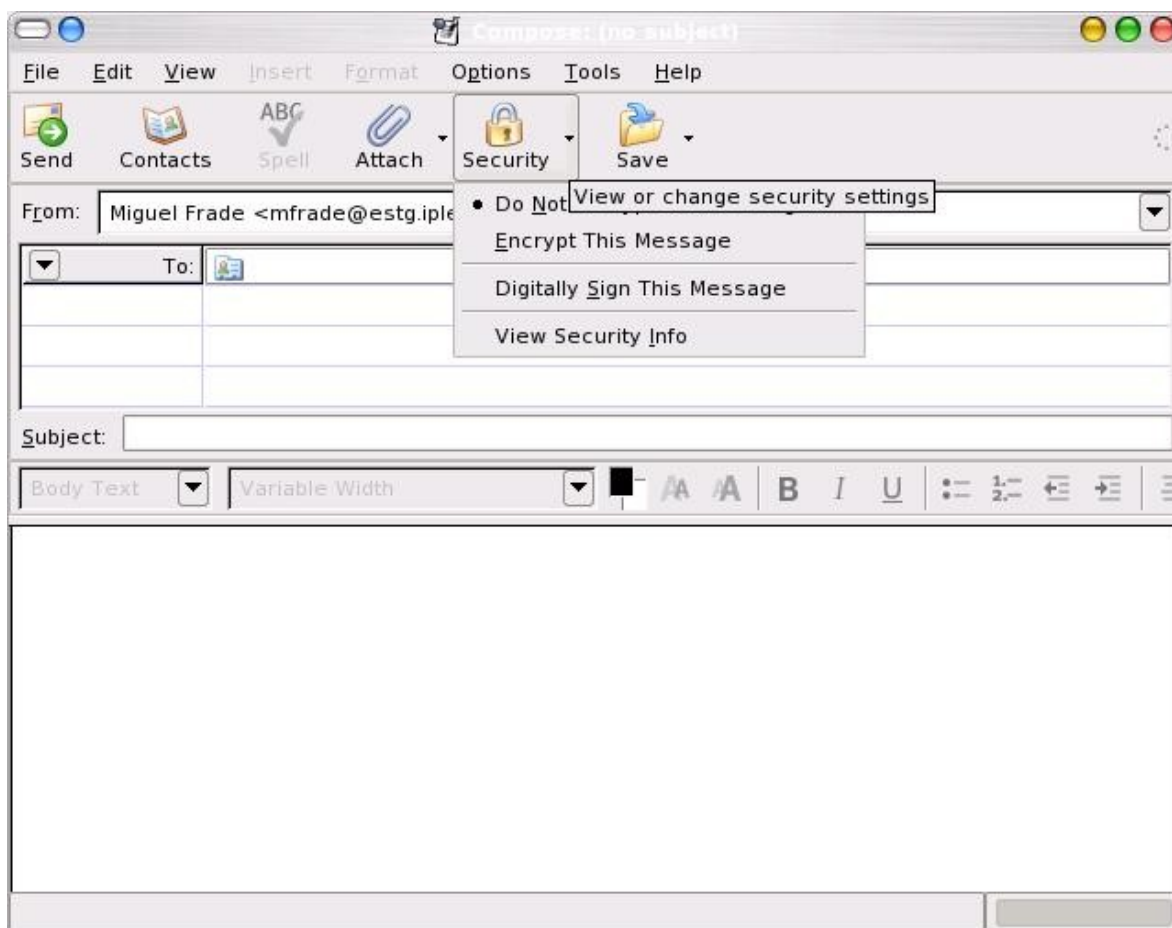 Compose: (no subject)
File Edit View Insert Format Options Tools Help
ABC
Send Contacts Spell Attach Security Save
View or change security settings
From: Miguel Frade <mfrade@estg.iple
Do Not
Encrypt This Message
To:
Digitally Sign This Message
View Security Info
Subject:
Body Text Variable Width AA AA B I U